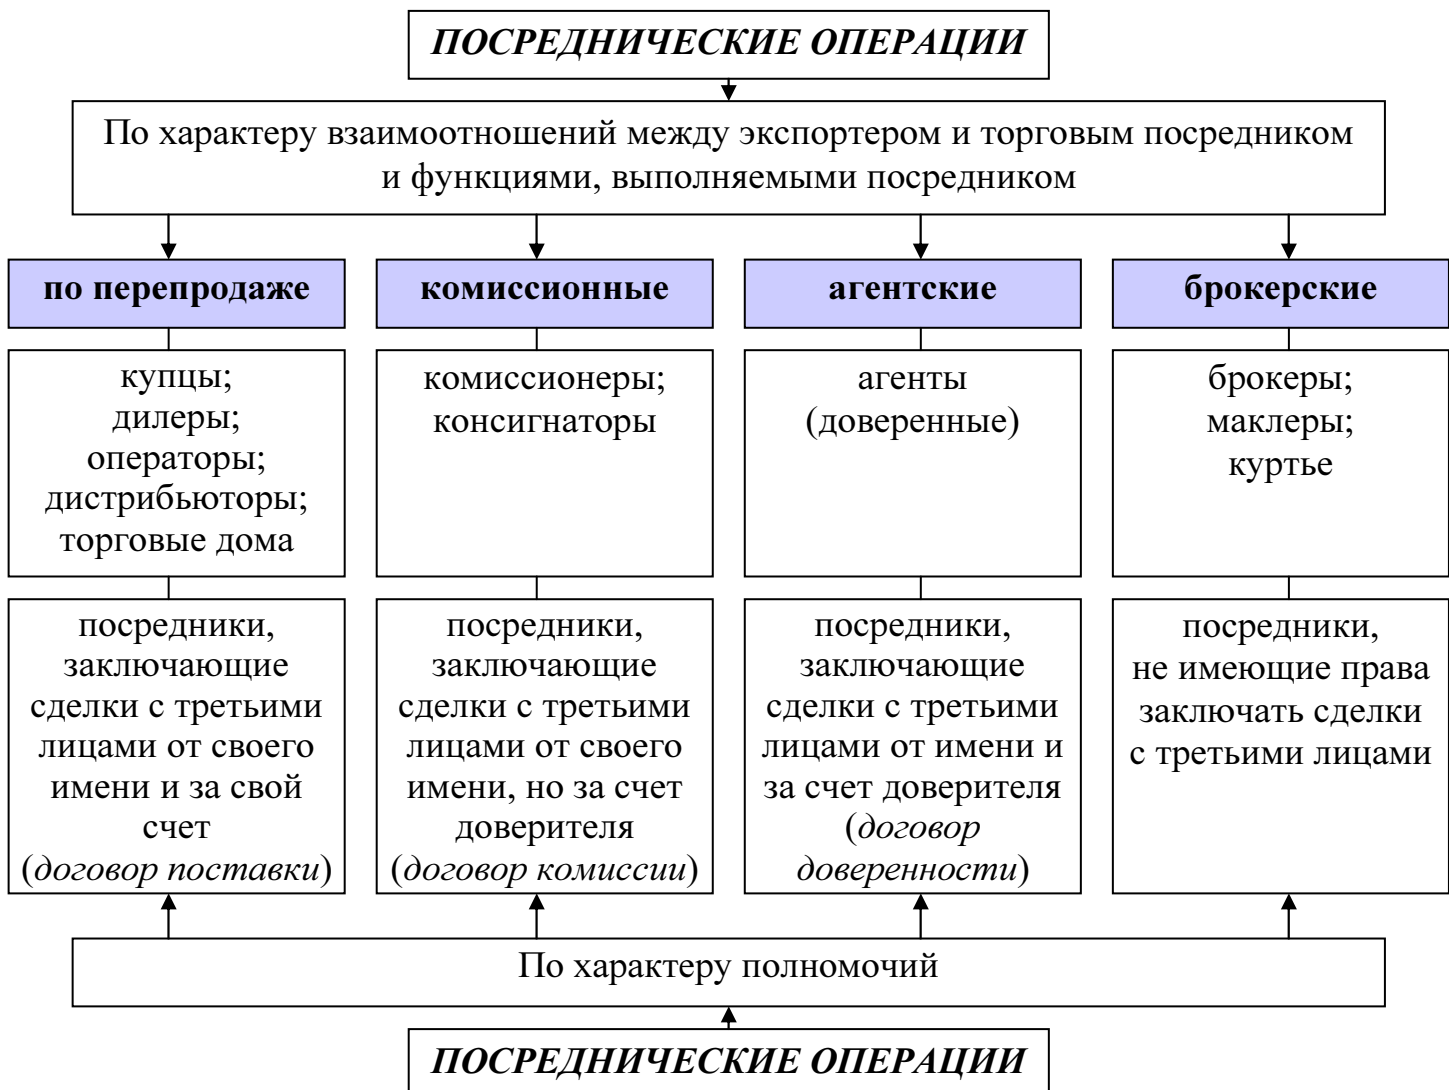 ПОСРЕДНИЧЕСКИЕ ОПЕРАЦИИ
По характеру взаимоотношений между экспортером и торговым посредником
и функциями, выполняемыми посредником
по перепродаже
комиссионные
агентские
брокерские
купцы;
дилеры;
операторы;
дистрибьюторы;
торговые дома
комиссионеры;
консигнаторы
агенты
(доверенные)
брокеры;
маклеры;
куртье
посредники,
заключающие
сделки с третьими
лицами от своего
имени и за свой
счет
(договор поставки)
посредники,
заключающие
сделки с третьими
лицами от своего
имени, но за счет
доверителя
(договор комиссии)
посредники,
заключающие
сделки с третьими
лицами от имени и
за счет доверителя
(договор
доверенности)
посредники,
не имеющие права
заключать сделки
с третьими лицами
По характеру полномочий
ПОСРЕДНИЧЕСКИЕ ОПЕРАЦИИ